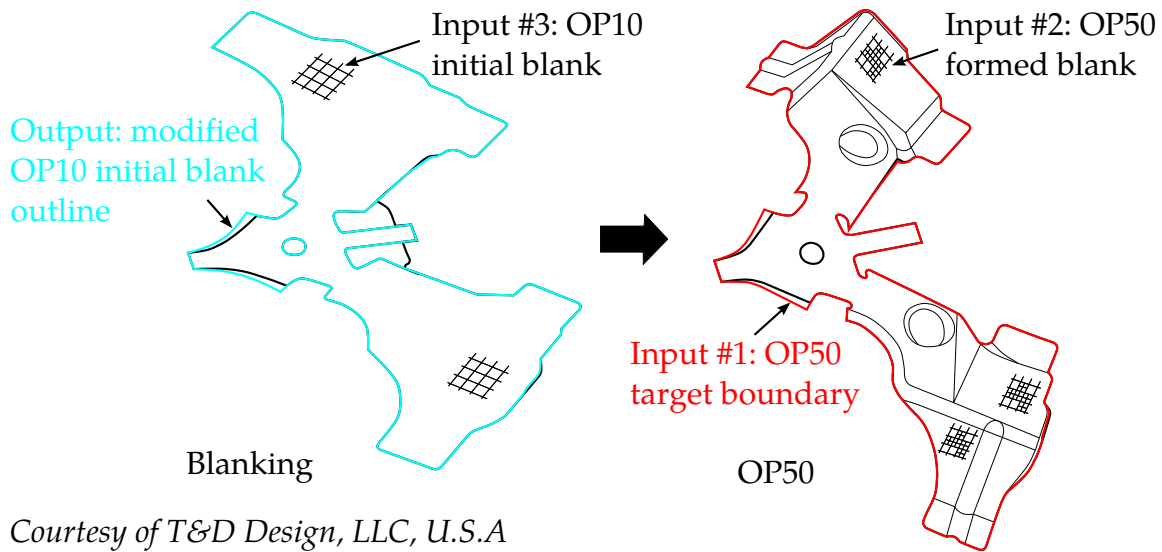 Input #3: OP10
initial blank
Input #2: OP50
formed blank
Output: modified
OP10 initial blank
outline
Input #1: OP50
target boundary
Blanking
OP50
Courtesy of T&D Design, LLC, U.S.A